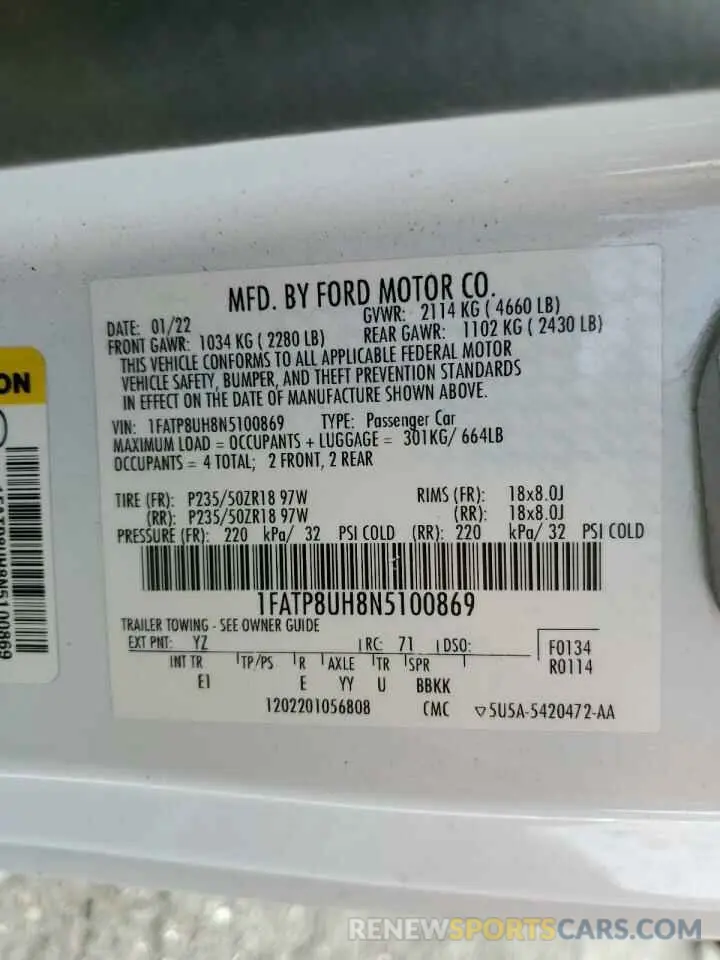 MFD. BY FORD MOTOR CO.
DATE: 01/22 GVWR: 2114 KG ( 4660 LB)
FRONT GAWR: 1034 KG ( 2280 LB) REAR GAWR: 1102 KG ( 2430 LB)
THIS VEHICLE CONFORMS TO ALL APPLICABLE FEDERAL MOTOR
VEHICLE SAFETY, BUMPER, AND THEFT PREVENTION STANDARDS
IN EFFECT ON THE DATE OF MANUFACTURE SHOWN ABOVE.
VIN: 1FATP8UH8N5100869 TYPE: Passenger Car
MAXIMUM LOAD = OCCUPANTS + LUGGAGE = 301KG/ 664LB
OCCUPANTS = 4 TOTAL; 2 FRONT, 2 REAR
TIRE (FR): P235/50ZR18 97W RIMS (FR): 18x8.0J
(RR): P235/50ZR18 97W (RR): 18x8.0J
PRESSURE (FR): 220 kPa/ 32 PSI COLD (RR): 220 kPa/ 32 PSI COLD
1FATP8UH8N5100869
TRAILER TOWING - SEE OWNER GUIDE
EXT PNT: YZ RC: 71 DSO: F0134
R0114
INT TR TP/PS R AXLE TR SPR
EI E YY U BBKK
1202201056808 CMC ▽5U5A-5420472-AA
ON
1FATP8UH8N5100869
RENEWSPORTSCARS.COM